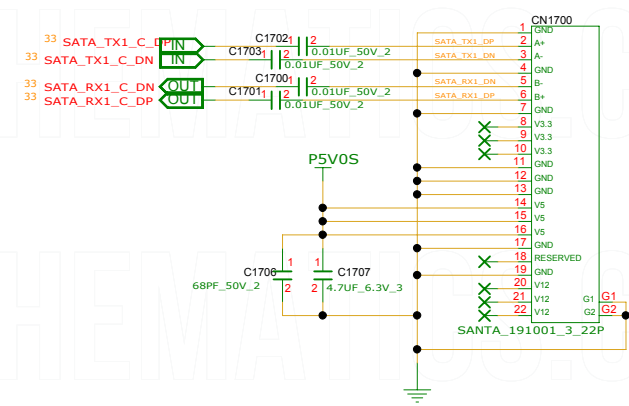 CN1700
33 SATA_TX1_C_DP IN C1702 1 2 0.01UF_50V_2 SATA_TX1_DP
33 SATA_TX1_C_DN IN C1703 1 2 0.01UF_50V_2 SATA_TX1_DN
33 SATA_RX1_C_DN OUT C1700 1 2 0.01UF_50V_2 SATA_RX1_DN
33 SATA_RX1_C_DP OUT C1701 1 2 0.01UF_50V_2 SATA_RX1_DP
1 GND
2 A+
3 A-
4 GND
5 B-
6 B+
7 GND
8 V3.3
9 V3.3
10 V3.3
11 GND
12 GND
13 GND
14 V5
15 V5
16 V5
17 GND
18 RESERVED
19 GND
20 V12
21 V12 G1 G1
22 V12 G2 G2
SANTA_191001_3_22P
P5V0S
1 C1706 2 68PF_50V_2
1 C1707 2 4.7UF_6.3V_3